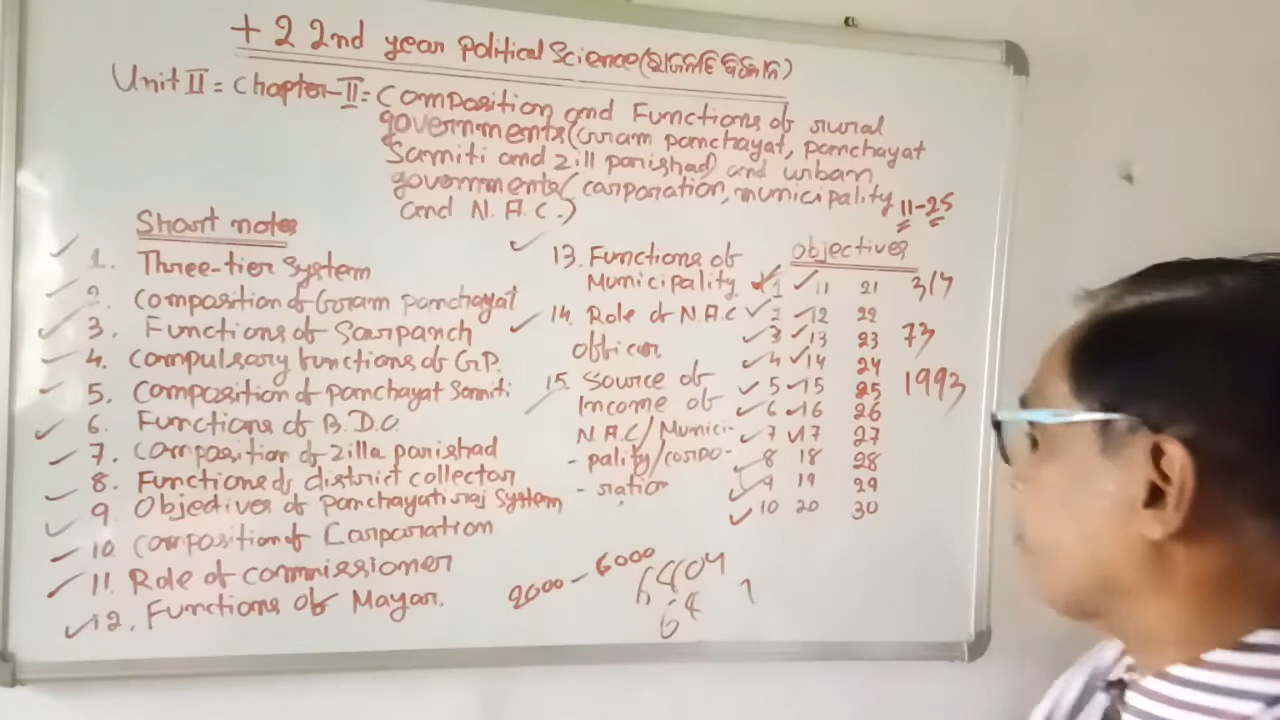 + 2 2nd year Political Science (ରାଜନୀତି ବିଜ୍ଞାନ)
Unit II = Chapter-II = Composition and Functions of rural
governments (Gram panchayat, panchayat
Samiti and zill parishad) and urban
governments (carporation, municipality
and N.A.C.)
11-25
Short notes
1. Three-tier System
2. Composition of Gram panchayat
3. Functions of Sarpanch
4. Compulsary functions of G.P.
5. Composition of panchayat Samiti
6. Functions of B.D.O.
7. Composition of zilla parishad
8. Functions of district collector
9 Objectives of panchayati raj System
10. Composition of Carporation
11. Role of commissioner
12. Functions of Mayar.
13. Functions of
Municipality
14. Role of N.A.C
officer
15. Source of
Income of
N.A.C/Munici-
- pality/corpo-
- ration
Objectives
1 11 21
2 12 22
3 13 23
4 14 24
5 15 25
6 16 26
7 17 27
8 18 28
9 19 29
10 20 30
73
1993
2000 - 6000